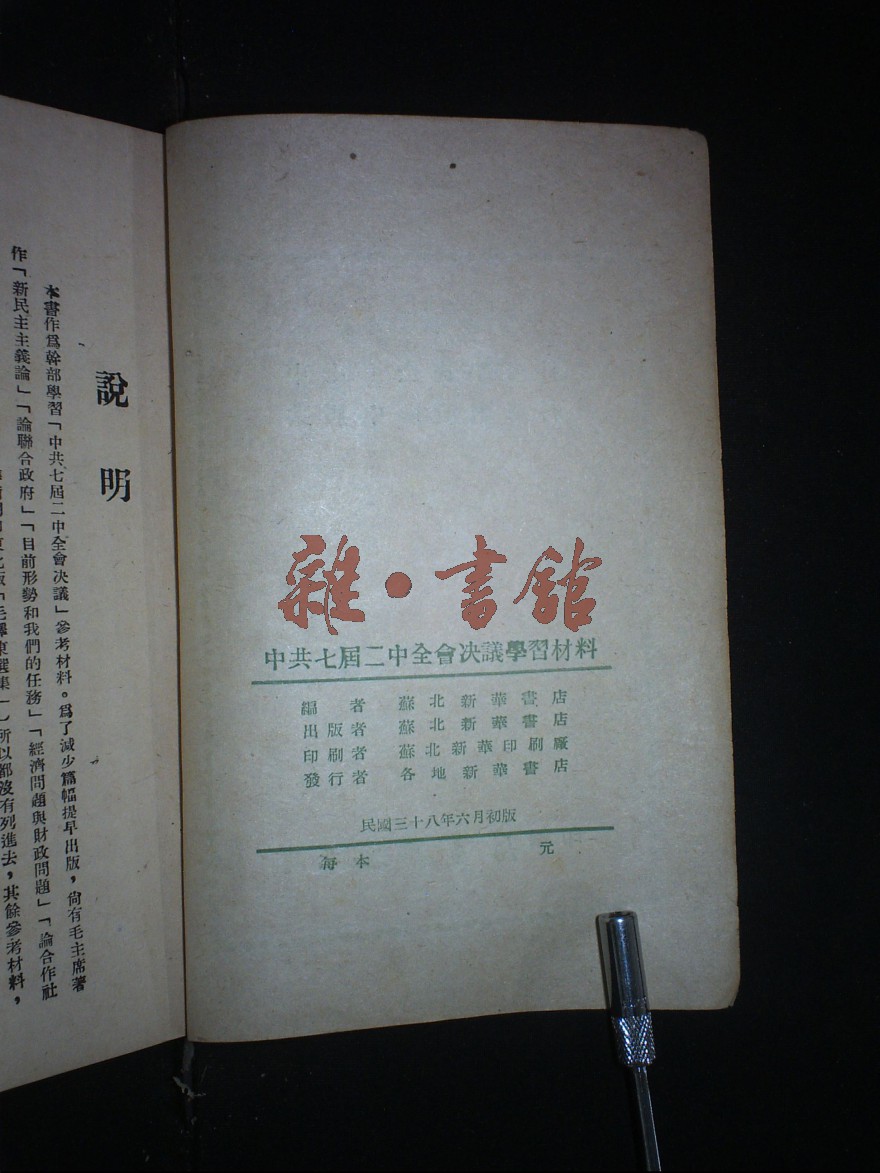 說明
本書作爲幹部學習「中共七屆二中全會決議」參考材料。爲了減少篇幅提早出版，尙有毛主席著
作「新民主主義論」「論聯合政府」「目前形勢和我們的任務」「經濟問題與財政問題」「論合作社
所以都沒有列進去，其餘參考材料，
雜·書館
中共七屆二中全會決議學習材料
編者 蘇北新華書店
出版者 蘇北新華書店
印刷者 蘇北新華印刷廠
發行者 各地新華書店
民國三十八年六月初版
每本 元